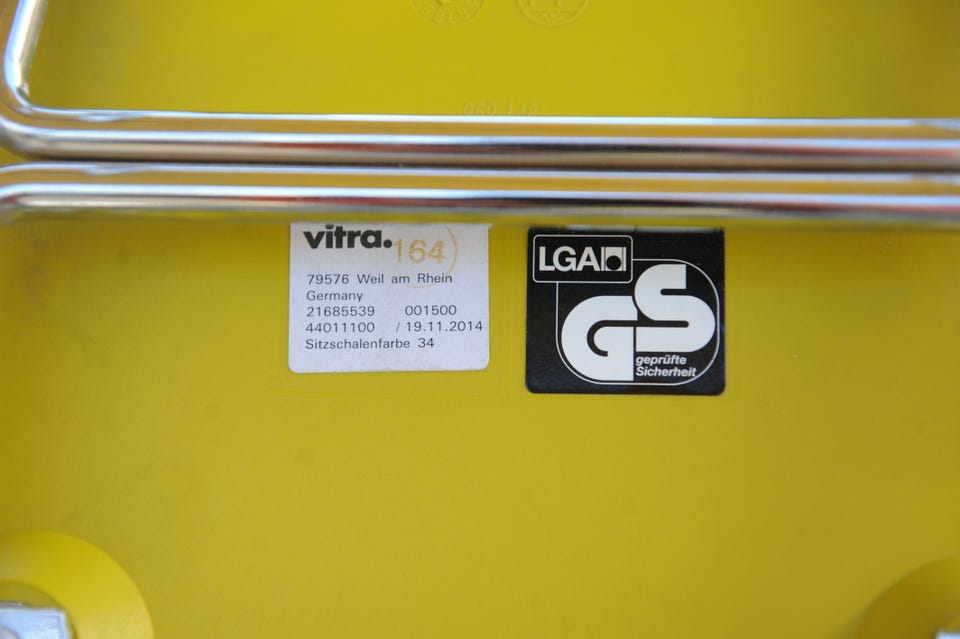 vitra.
164
79576 Weil am Rhein
Germany
21685539 001500
44011100 / 19.11.2014
Sitzschalenfarbe 34
LGA
GS
geprüfte
Sicherheit